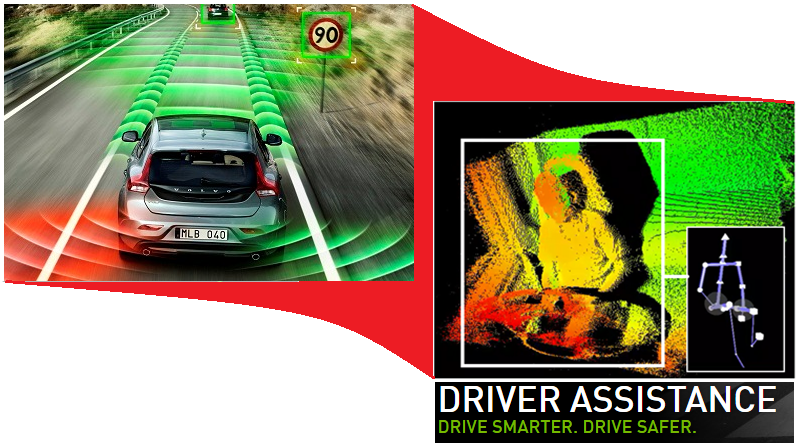 90
VOLVO
MLB 040
DRIVER ASSISTANCE
DRIVE SMARTER. DRIVE SAFER.